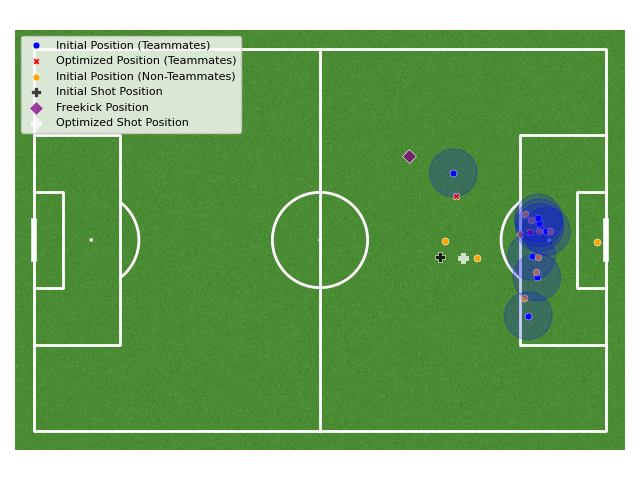 Initial Position (Teammates)
Optimized Position (Teammates)
Initial Position (Non-Teammates)
Initial Shot Position
Freekick Position
Optimized Shot Position